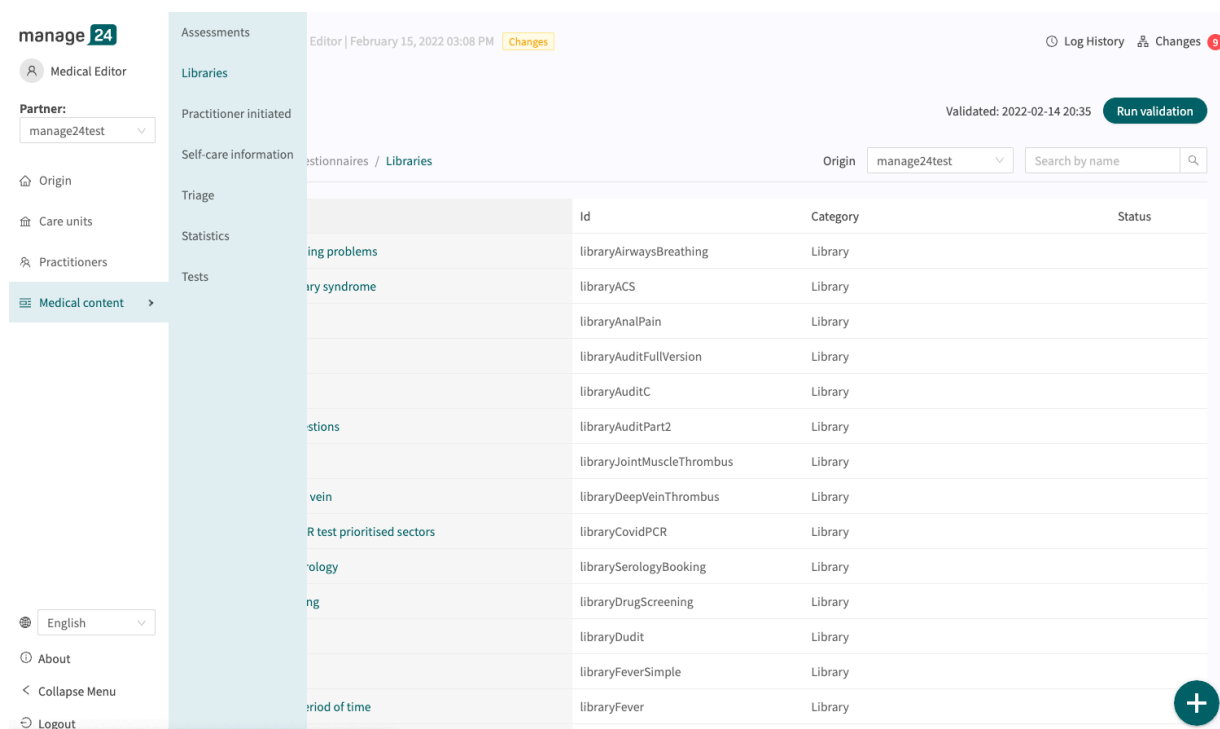 manage 24
Medical Editor
Partner:
manage24test
Origin
Care units
Practitioners
Medical content
English
About
Collapse Menu
Logout
Assessments
Libraries
Practitioner initiated
Self-care information
Triage
Statistics
Tests
Editor | February 15, 2022 03:08 PM Changes
Log History Changes 9
Validated: 2022-02-14 20:35 Run validation
estionnaires / Libraries
Origin manage24test Search by name
Id Category Status
ing problems libraryAirwaysBreathing Library
ary syndrome libraryACS Library
libraryAnalPain Library
libraryAuditFullVersion Library
libraryAuditC Library
estions libraryAuditPart2 Library
libraryJointMuscleThrombus Library
vein libraryDeepVeinThrombus Library
R test prioritised sectors libraryCovidPCR Library
rology librarySerologyBooking Library
ng libraryDrugScreening Library
libraryDudit Library
libraryFeverSimple Library
eriod of time libraryFever Library